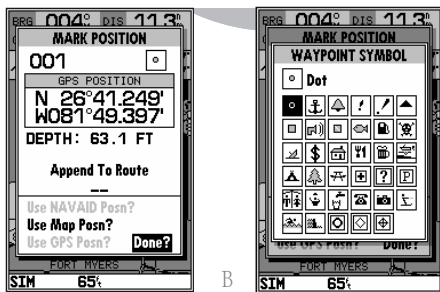 BRG 004° DIS 11.3
MARK POSITION
001
GPS POSITION
N 26°41.249'
W081°49.397'
DEPTH: 63.1 FT
Append To Route
__
Use NAVAID Posn?
Use Map Posn?
Use GPS Posn? Done?
FORT MYERS
SIM 65
B
BRG 004° DIS 11.3
MARK POSITION
WAYPOINT SYMBOL
Dot
$
?
P
Use GPS Posn? Done?
FORT MYERS
SIM 65